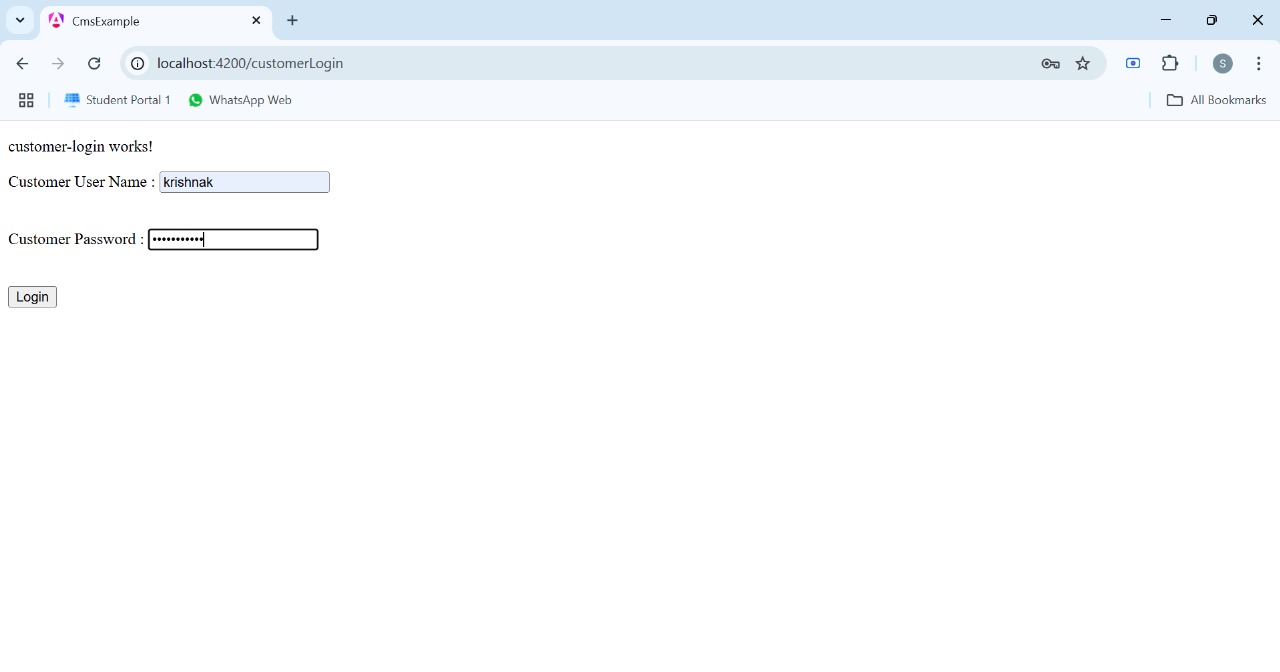 CmsExample
localhost:4200/customerLogin
S
Student Portal 1 WhatsApp Web All Bookmarks
customer-login works!
Customer User Name : krishnak
Customer Password : •••••••••••
Login